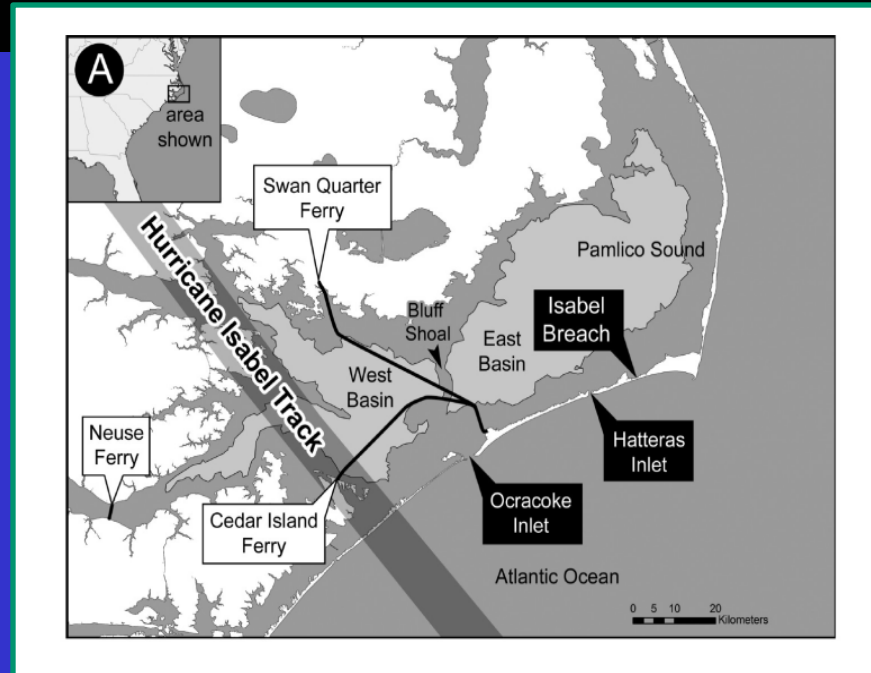 A
area
shown
Swan Quarter
Ferry
Hurricane Isabel Track
Pamlico Sound
Bluff
Shoal
Isabel
Breach
East
Basin
West
Basin
Neuse
Ferry
Hatteras
Inlet
Cedar Island
Ferry
Ocracoke
Inlet
Atlantic Ocean
0 5 10 20
Kilometers